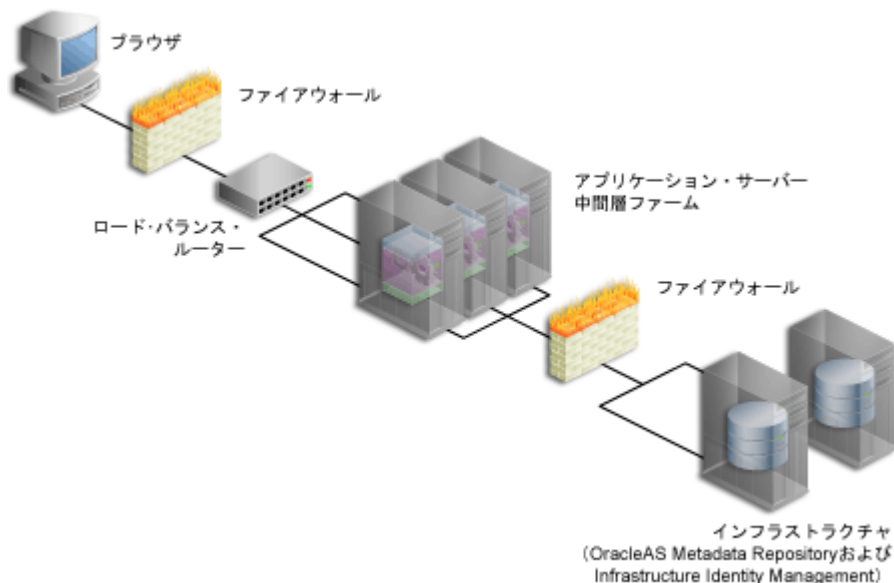 ブラウザ
ファイアウォール
ロード・バランス・
ルーター
アプリケーション・サーバー
中間層ファーム
ファイアウォール
インフラストラクチャ
（OracleAS Metadata Repositoryおよび
Infrastructure Identity Management）